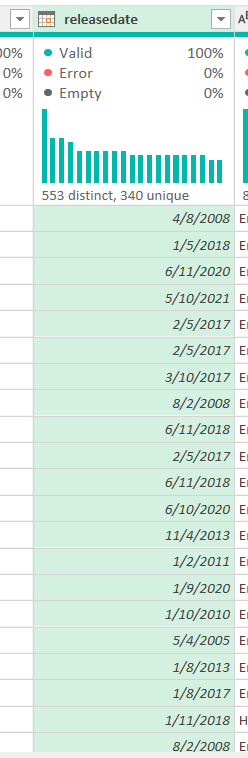 releasedate
A
00%
0%
0%
Valid 100%
Error 0%
Empty 0%
553 distinct, 340 unique
8
4/8/2008 Er
1/5/2018 Er
6/11/2020 Er
5/10/2021 Er
2/5/2017 Er
2/5/2017 Er
3/10/2017 Er
8/2/2008 Er
6/11/2018 Er
2/5/2017 Er
6/11/2018 Er
6/10/2020 Er
11/4/2013 Er
1/2/2011 Er
1/9/2020 Er
1/10/2010 Er
5/4/2005 Er
1/8/2013 Er
1/8/2017 Er
1/11/2018 H
8/2/2008 Er